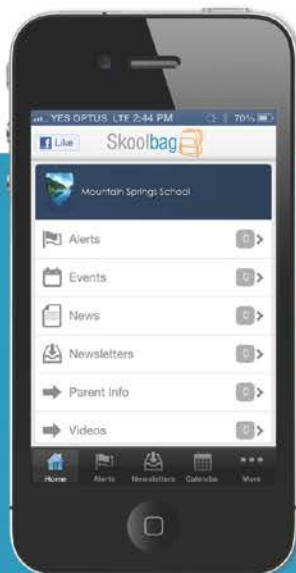 YES OPTUS LTE 2:44 PM 70%
Like Skoolbag
Mountain Springs School
Alerts 0
Events 0
News 0
Newsletters 0
Parent Info 0
Videos 0
Home Alerts Newsletters Calendar More